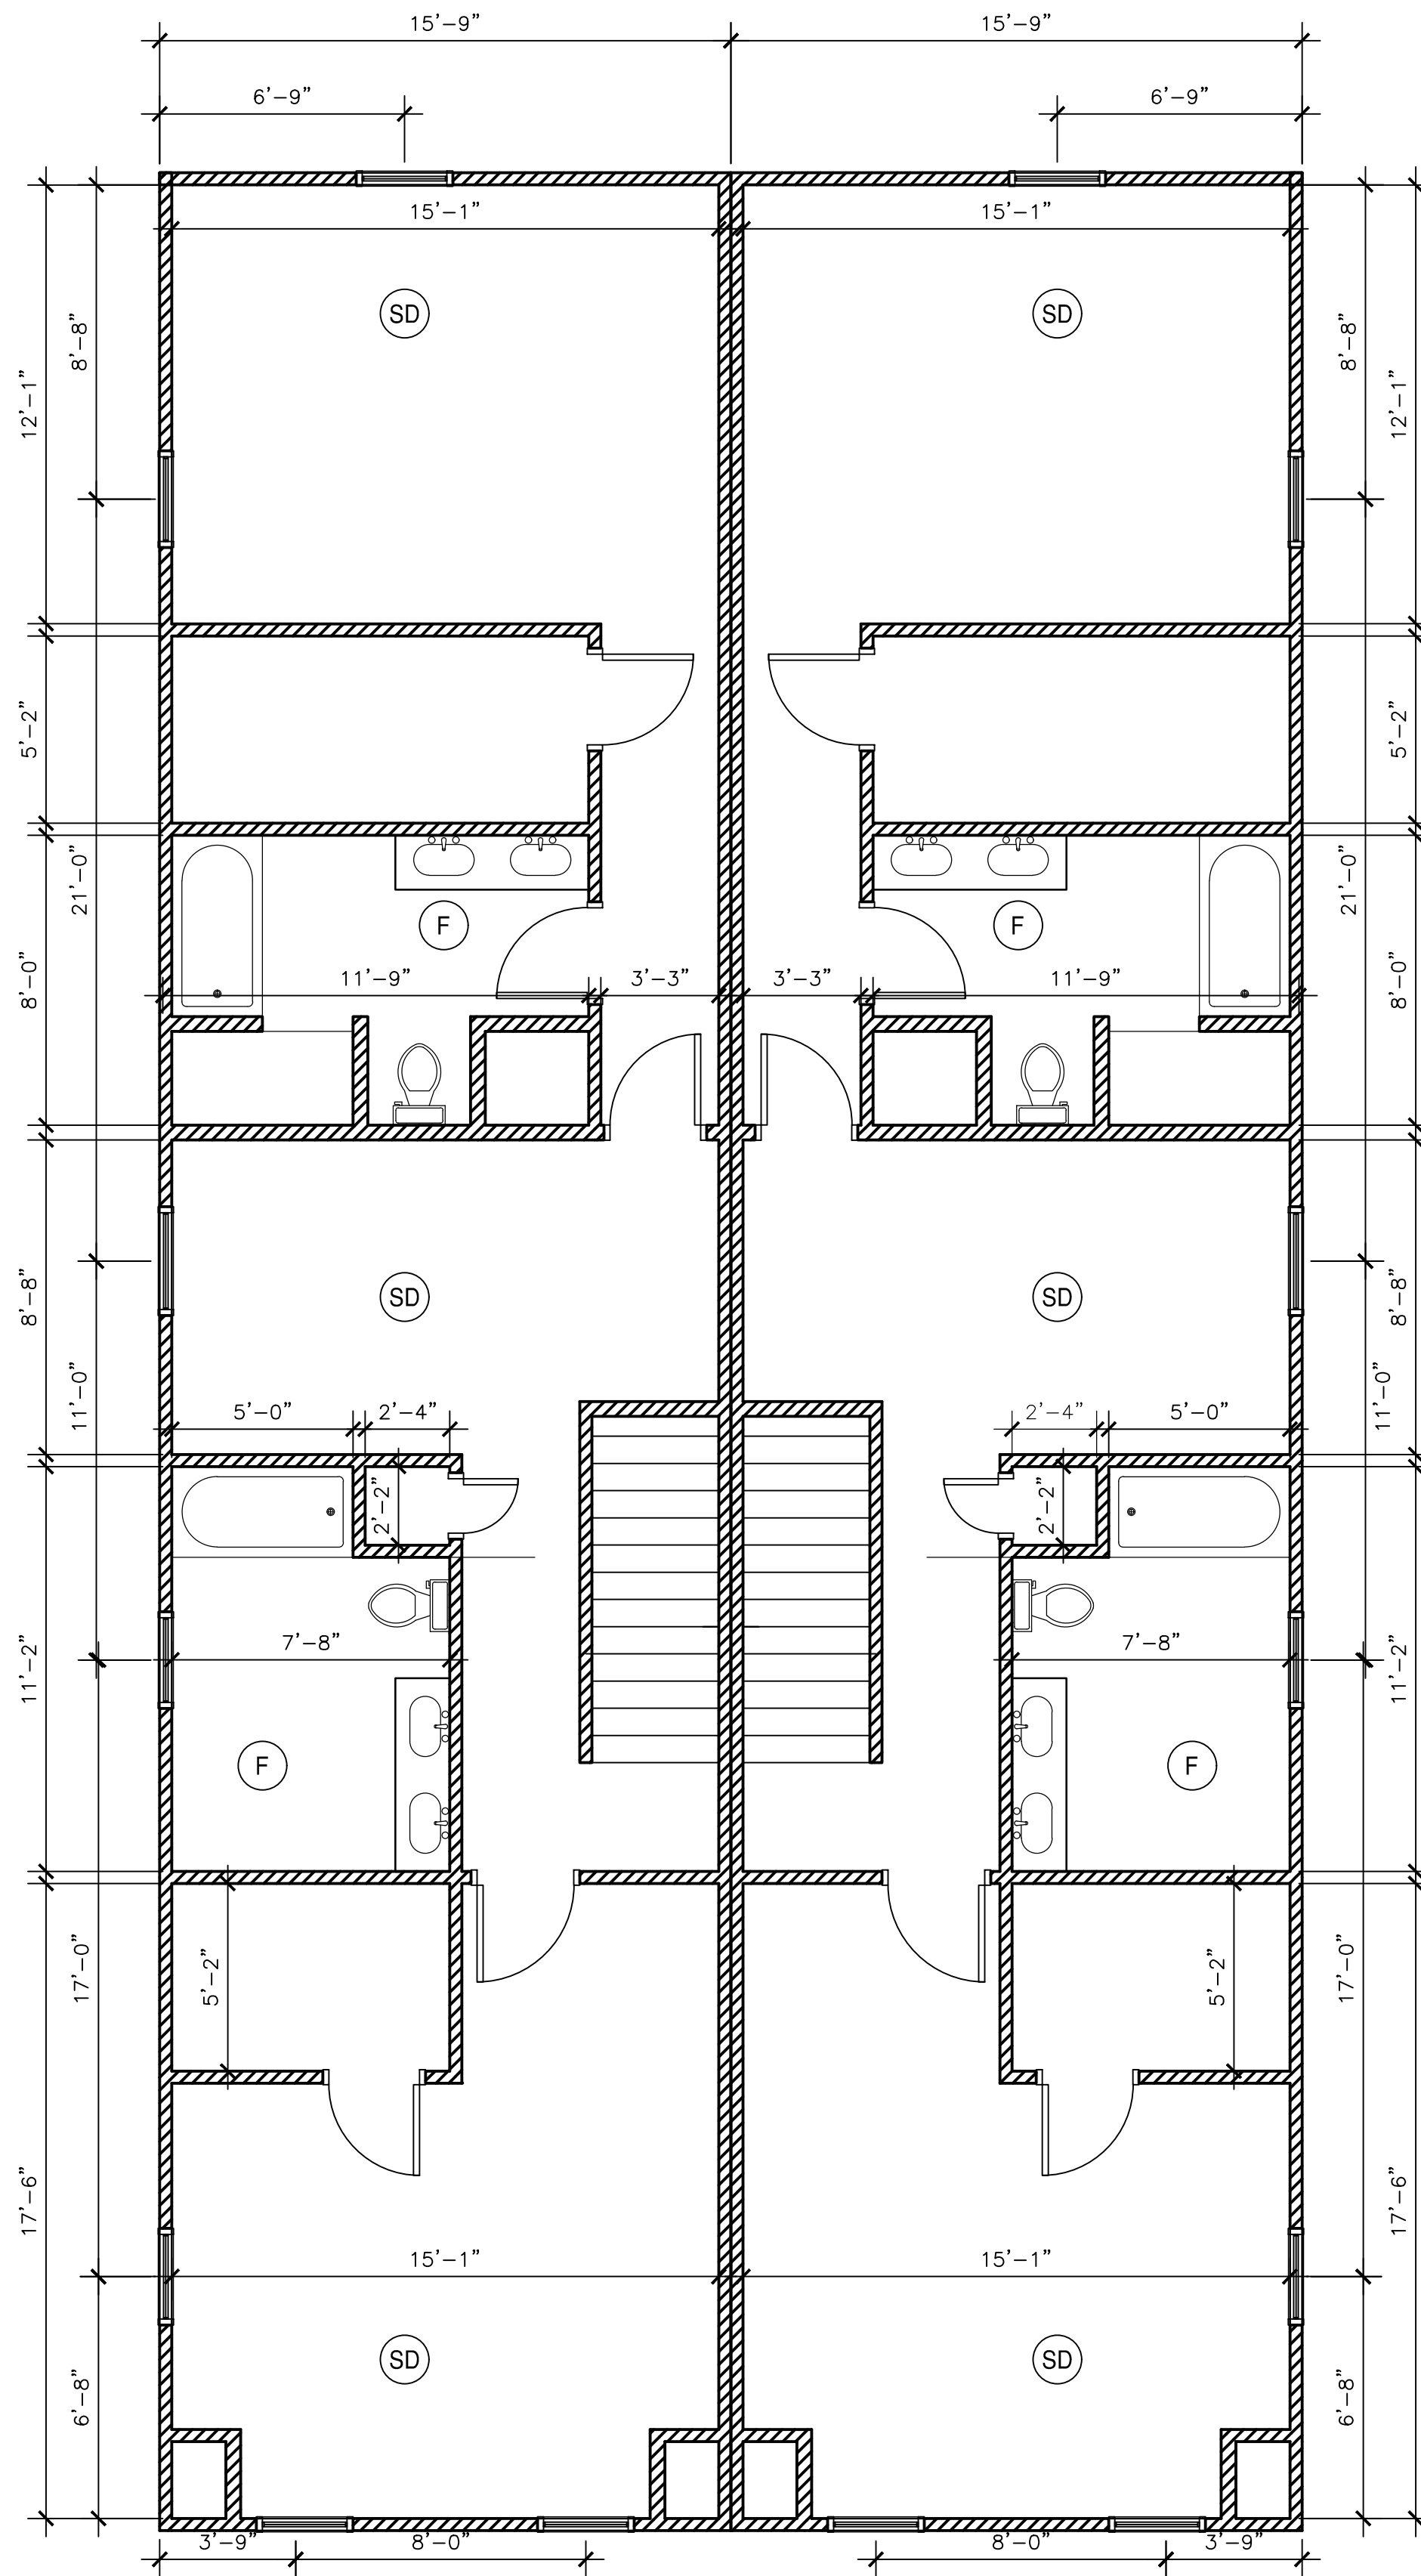 15’-9” 15’-9”
6’-9” 6’-9”
15’-1” 15’-1”
SD SD
8’-8” 8’-8”
12’-1” 12’-1”
5’-2” 5’-2”
21’-0” 21’-0”
F F
8’-0” 11’-9” 3’-3” 3’-3” 11’-9” 8’-0”
8’-8” SD SD 8’-8”
11’-0” 11’-0”
5’-0” 2’-4” 2’-4” 5’-0”
2’-2” 2’-2”
11’-2” 7’-8” 7’-8” 11’-2”
F F
17’-0” 5’-2” 5’-2” 17’-0”
17’-6” 17’-6”
15’-1” 15’-1”
SD SD
6’-8” 6’-8”
3’-9” 8’-0” 8’-0” 3’-9”